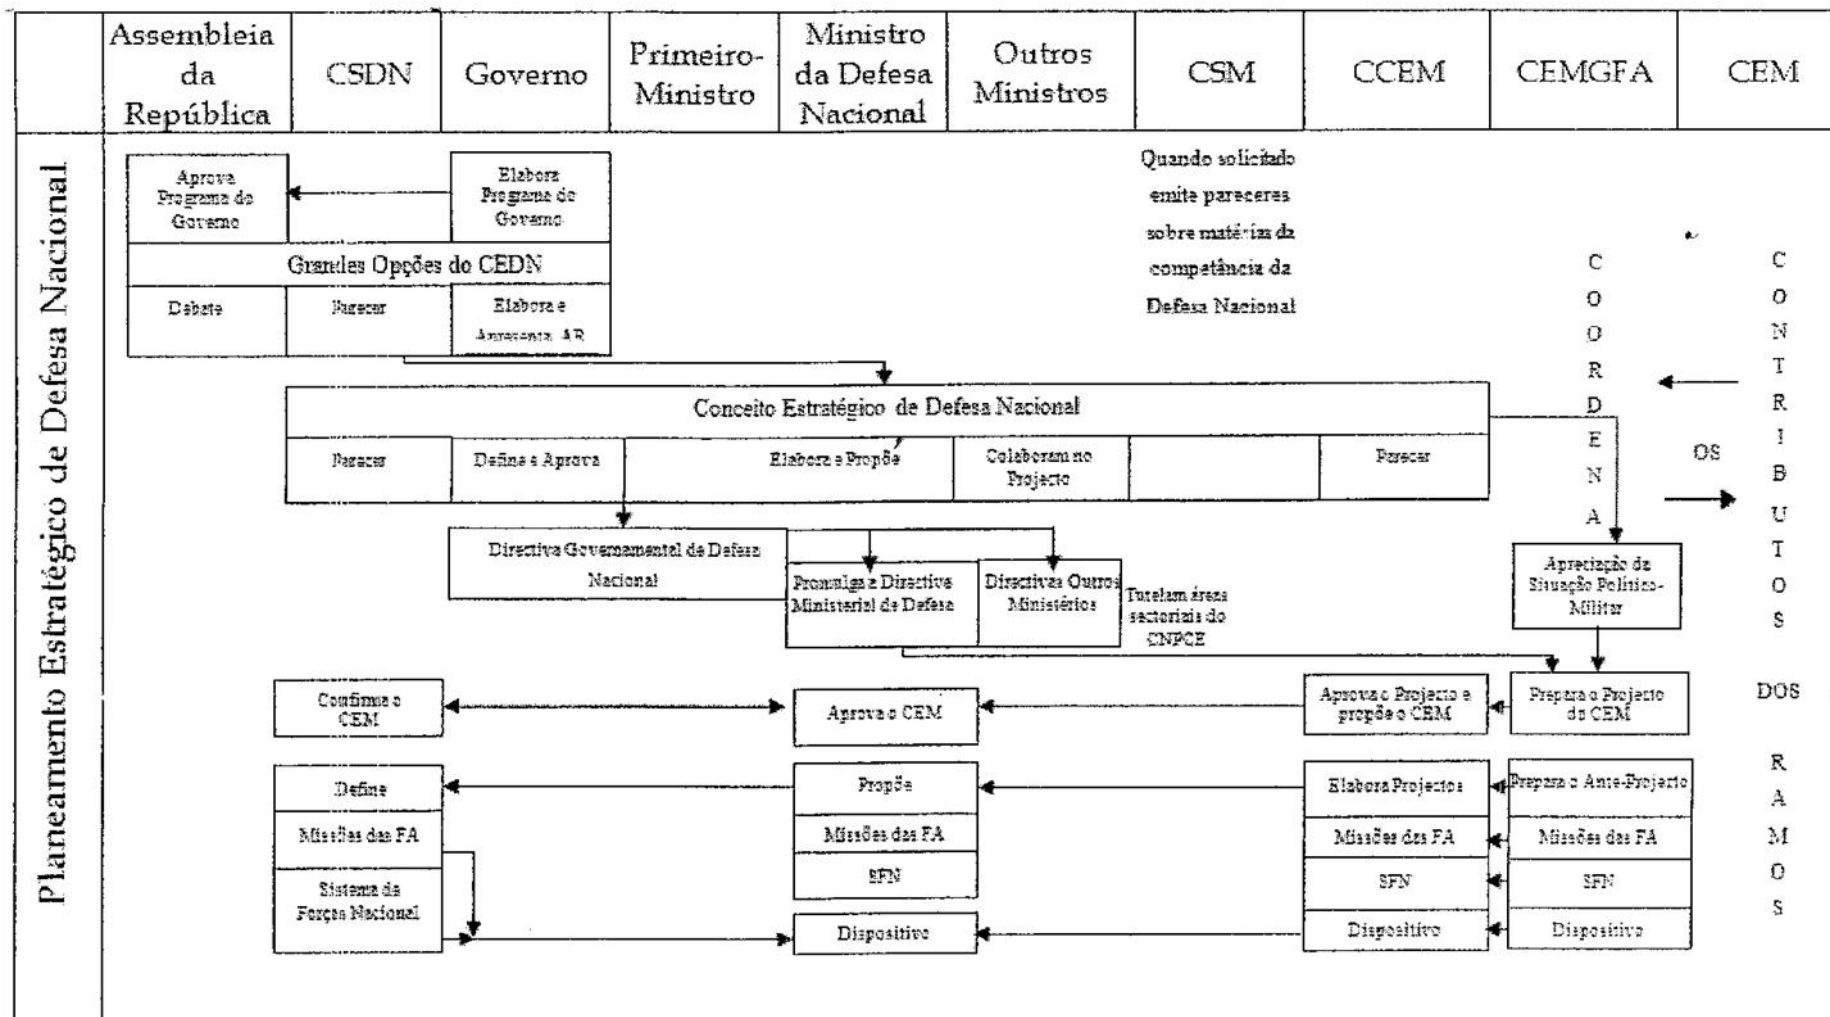 Assembleia
da
República
CSDN
Governo
Primeiro-
Ministro
Ministro
da Defesa
Nacional
Outros
Ministros
CSM
CCEM
CEMGFA
CEM
Planeamento Estratégico de Defesa Nacional
Aprova
Programa do
Governo
Elabora
Programa do
Governo
Quando solicitado
emite pareceres
sobre matérias da
competância da
Defesa Nacional
Grandes Opções do CEDN
Debate
Parecer
Elabora e
Apresenta AR
Conceito Estratégico de Defesa Nacional
Parecer
Define e Aprova
Elabora e Propõe
Colaboram no
Projecto
Parecer
COORDENA
OS
CONTRIBUTOS
DOS
RAMOS
Directiva Governamental de Defesa
Nacional
Promulga a Directiva
Ministerial de Defesa
Directivas Outros
Ministérios
Tutelam áreas
sectoriais do
CNPCE
Apreciação da
Situação Político-
Militar
Confirma o
CEM
Aprova o CEM
Aprova o Projecto e
propõe o CEM
Prepara o Projecto
do CEM
Define
Propõe
Elabora Projectos
Prepara o Ante-Projecto
Missões das FA
Missões das FA
Missões das FA
Missões das FA
Sistema de
Forças Nacional
SFN
SFN
SFN
Dispositivo
Dispositivo
Dispositivo